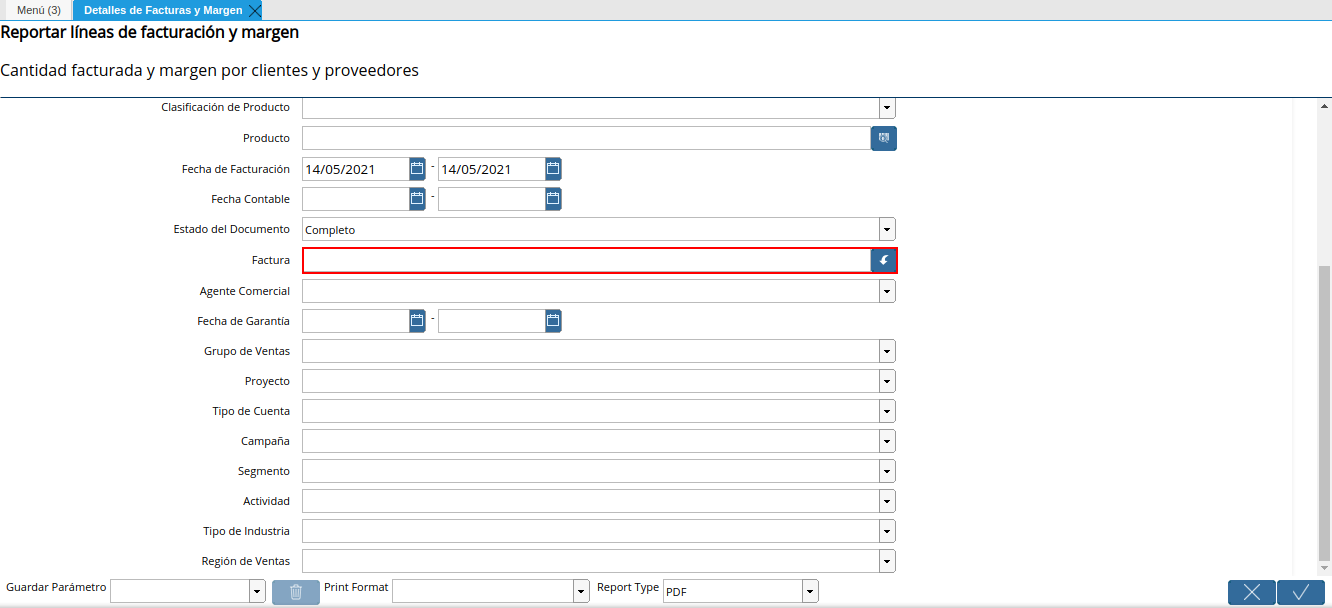 Menú (3) Detalles de Facturas y Margen
Reportar líneas de facturación y margen
Cantidad facturada y margen por clientes y proveedores
Clasificación de Producto
Producto
Fecha de Facturación 14/05/2021 - 14/05/2021
Fecha Contable -
Estado del Documento Completo
Factura
Agente Comercial
Fecha de Garantía -
Grupo de Ventas
Proyecto
Tipo de Cuenta
Campaña
Segmento
Actividad
Tipo de Industria
Región de Ventas
Guardar Parámetro Print Format Report Type PDF